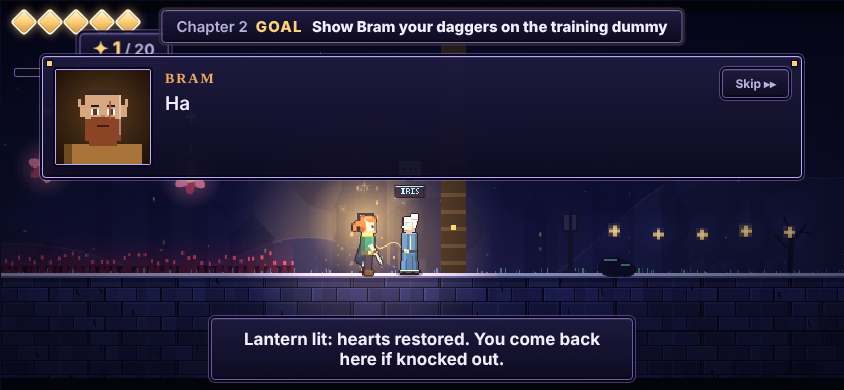 Chapter 2 GOAL Show Bram your daggers on the training dummy
✦ 1 / 20
BRAM
Ha
Skip ▸▸
IRIS
Lantern lit: hearts restored. You come back
here if knocked out.